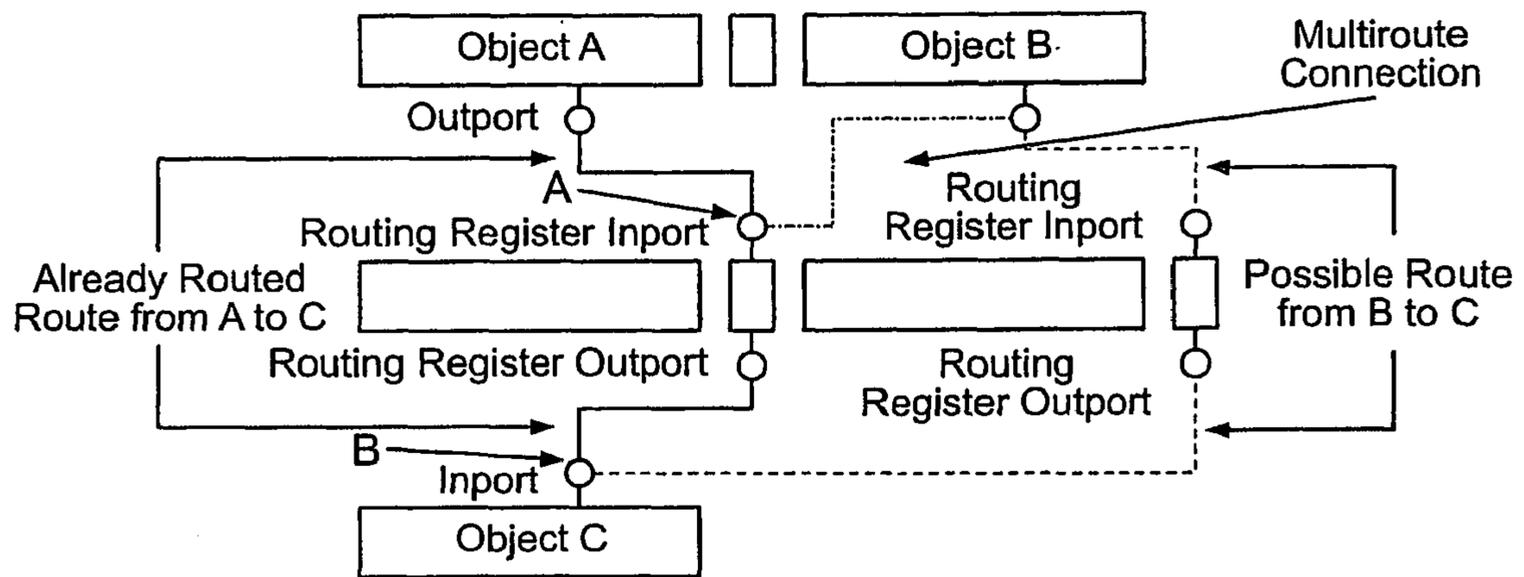 Object A
Object B
Multiroute
Connection
Outport
A
Routing
Register Inport
Routing Register Inport
Already Routed
Route from A to C
Possible Route
from B to C
Routing Register Outport
Routing
Register Outport
B
Inport
Object C